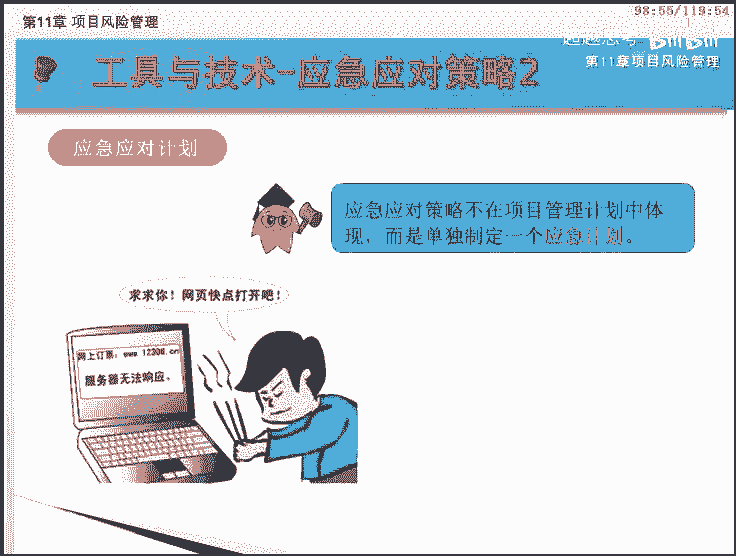 98:55/119:54
第11章 项目风险管理
第11章项目风险管理
工具与技术-应急应对策略2
应急应对计划
应急应对策略不在项目管理计划中体
现,而是单独制定一个应急计划。
求求你!网页快点打开吧!
网上订票:www.12306.cn
服务器无法响应。